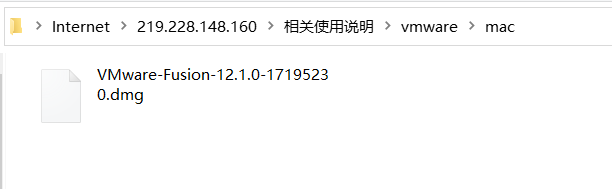 Internet > 219.228.148.160 > 相关使用说明 > vmware > mac
VMware-Fusion-12.1.0-1719523
0.dmg